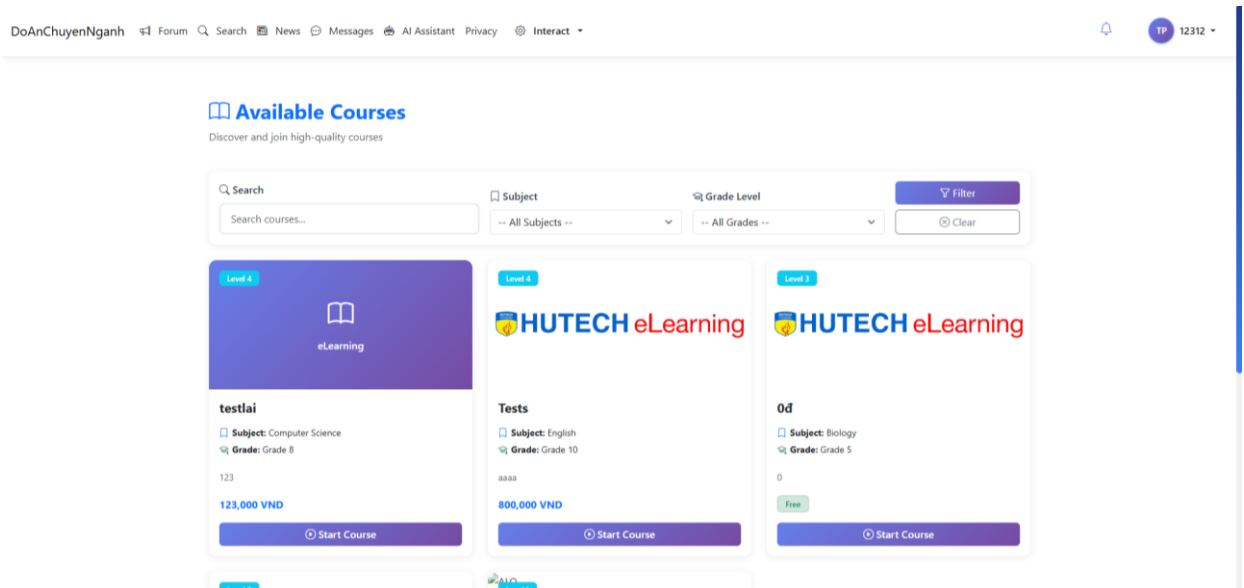 DoAnChuyenNganh Forum Search News Messages AI Assistant Privacy Interact TP 12312
Available Courses
Discover and join high-quality courses
Search
Search courses...
Subject
-- All Subjects --
Grade Level
-- All Grades --
Filter
Clear
Level 4
eLearning
testlai
Subject: Computer Science
Grade: Grade 8
123
123,000 VND
Start Course
Level 4
HUTECH eLearning
Tests
Subject: English
Grade: Grade 10
aaaa
800,000 VND
Start Course
Level 3
HUTECH eLearning
0đ
Subject: Biology
Grade: Grade 5
0
Free
Start Course